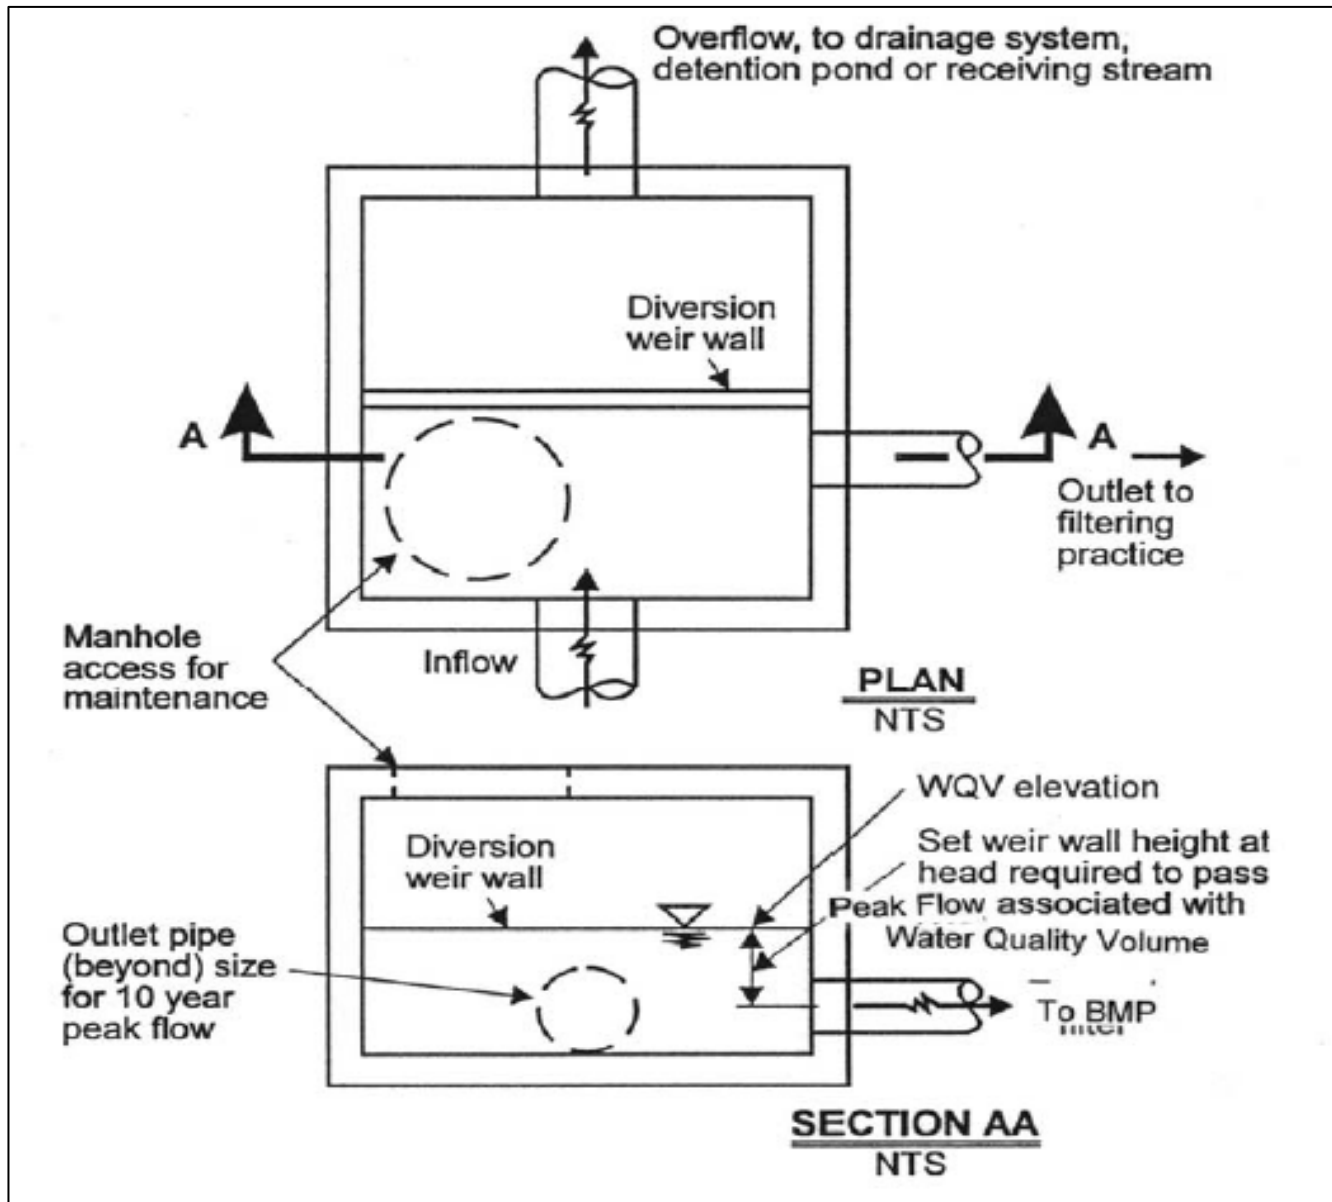 Overflow, to drainage system,
detention pond or receiving stream
Diversion
weir wall
A
A
Outlet to
filtering
practice
Manhole
access for
maintenance
Inflow
PLAN
NTS
WQV elevation
Set weir wall height at
head required to pass
Peak Flow associated with
Water Quality Volume
Diversion
weir wall
Outlet pipe
(beyond) size
for 10 year
peak flow
To BMP
SECTION AA
NTS